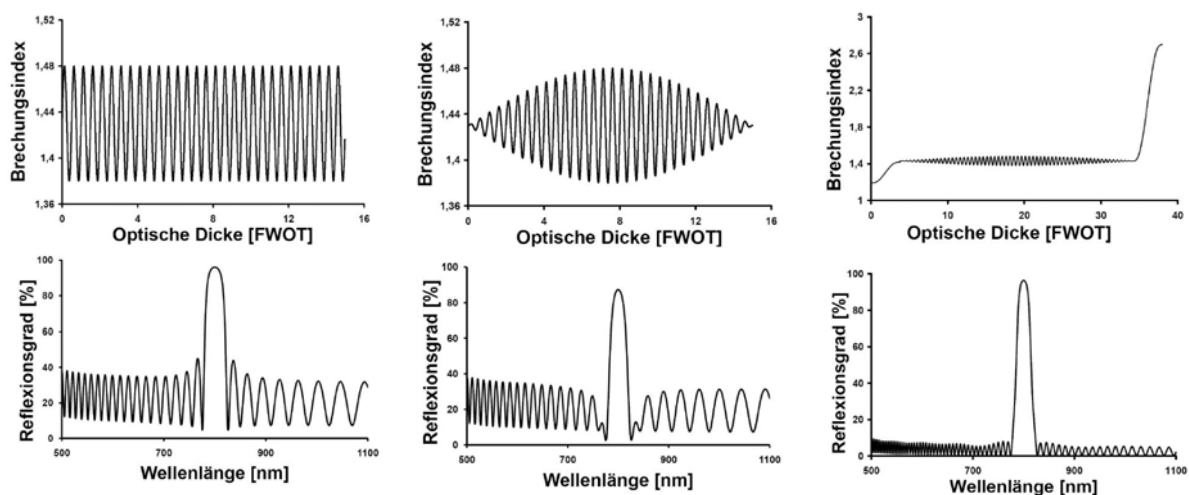 1,52
1,48
1,44
1,4
1,36
Brechungsindex
0 4 8 12 16
Optische Dicke [FWOT]
1,52
1,48
1,44
1,4
1,36
Brechungsindex
0 4 8 12 16
Optische Dicke [FWOT]
3
2,6
2,2
1,8
1,4
1
Brechungsindex
0 10 20 30 40
Optische Dicke [FWOT]
100
80
60
40
20
0
Reflexionsgrad [%]
500 700 900 1100
Wellenlänge [nm]
100
80
60
40
20
0
Reflexionsgrad [%]
500 700 900 1100
Wellenlänge [nm]
100
80
60
40
20
0
Reflexionsgrad [%]
500 700 900 1100
Wellenlänge [nm]